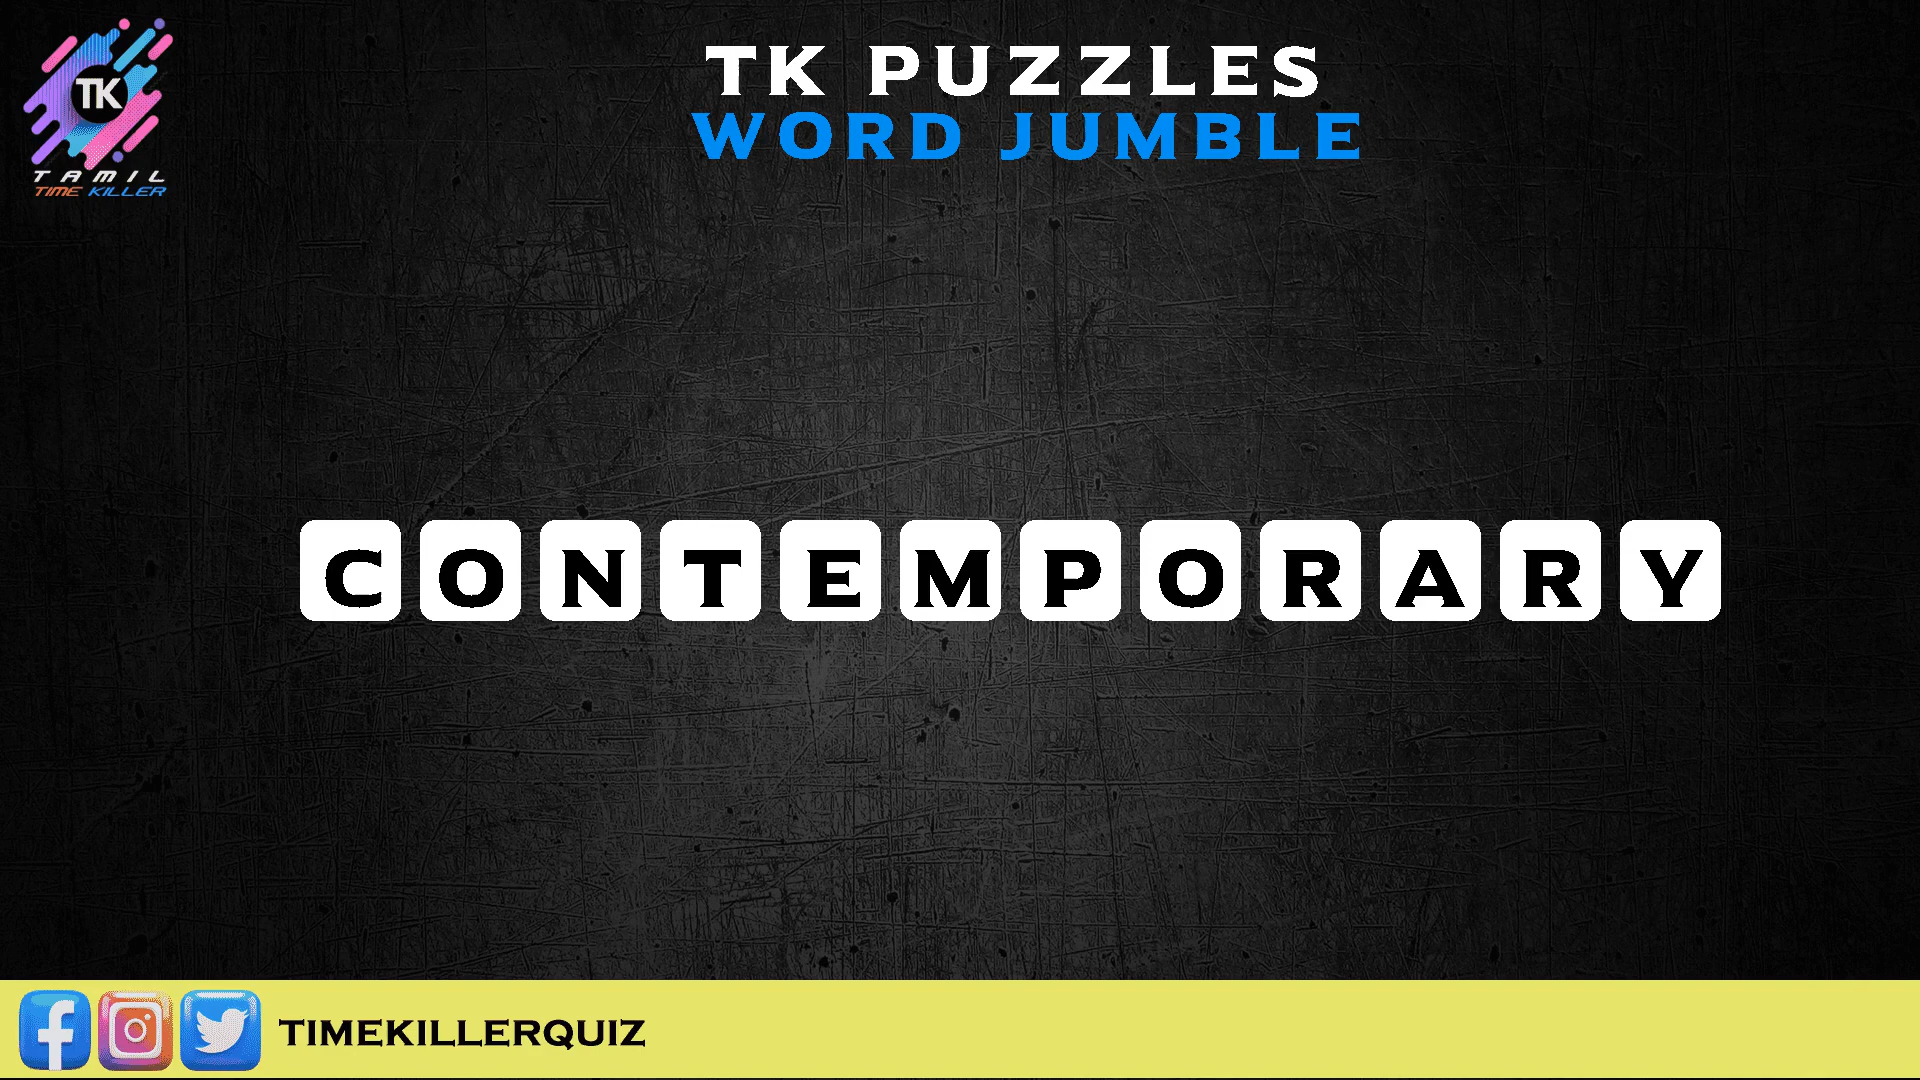 TK
TAMIL
TIME KILLER
TK PUZZLES
WORD JUMBLE
CONTEMPORARY
TIMEKILLERQUIZ